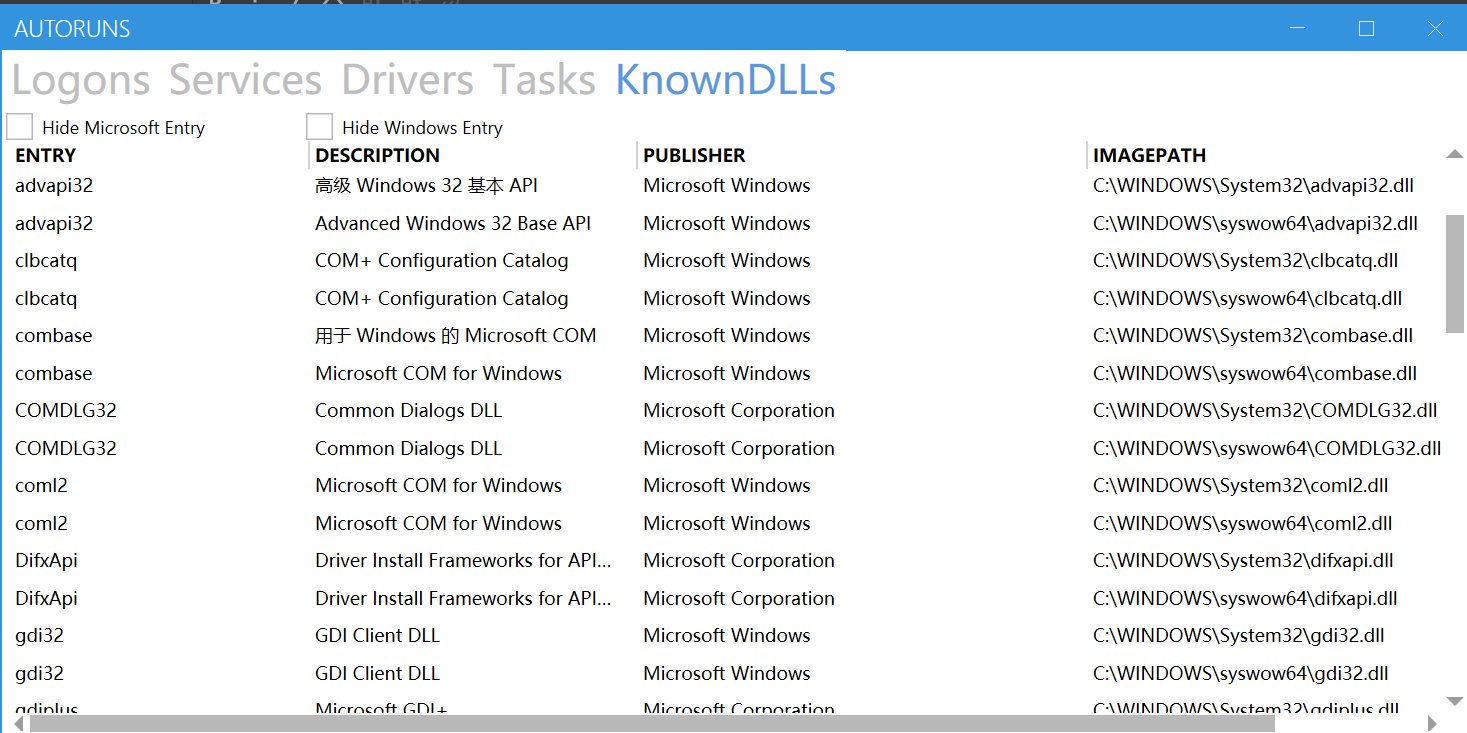 AUTORUNS
Logons Services Drivers Tasks KnownDLLs
Hide Microsoft Entry Hide Windows Entry
ENTRY DESCRIPTION PUBLISHER IMAGEPATH
advapi32 高级 Windows 32 基本 API Microsoft Windows C:\WINDOWS\System32\advapi32.dll
advapi32 Advanced Windows 32 Base API Microsoft Windows C:\WINDOWS\syswow64\advapi32.dll
clbcatq COM+ Configuration Catalog Microsoft Windows C:\WINDOWS\System32\clbcatq.dll
clbcatq COM+ Configuration Catalog Microsoft Windows C:\WINDOWS\syswow64\clbcatq.dll
combase 用于 Windows 的 Microsoft COM Microsoft Windows C:\WINDOWS\System32\combase.dll
combase Microsoft COM for Windows Microsoft Windows C:\WINDOWS\syswow64\combase.dll
COMDLG32 Common Dialogs DLL Microsoft Corporation C:\WINDOWS\System32\COMDLG32.dll
COMDLG32 Common Dialogs DLL Microsoft Corporation C:\WINDOWS\syswow64\COMDLG32.dll
coml2 Microsoft COM for Windows Microsoft Windows C:\WINDOWS\System32\coml2.dll
coml2 Microsoft COM for Windows Microsoft Windows C:\WINDOWS\syswow64\coml2.dll
DifxApi Driver Install Frameworks for API... Microsoft Corporation C:\WINDOWS\System32\difxapi.dll
DifxApi Driver Install Frameworks for API... Microsoft Corporation C:\WINDOWS\syswow64\difxapi.dll
gdi32 GDI Client DLL Microsoft Windows C:\WINDOWS\System32\gdi32.dll
gdi32 GDI Client DLL Microsoft Windows C:\WINDOWS\syswow64\gdi32.dll
gdiplus Microsoft GDI+ Microsoft Corporation C:\WINDOWS\System32\gdiplus.dll